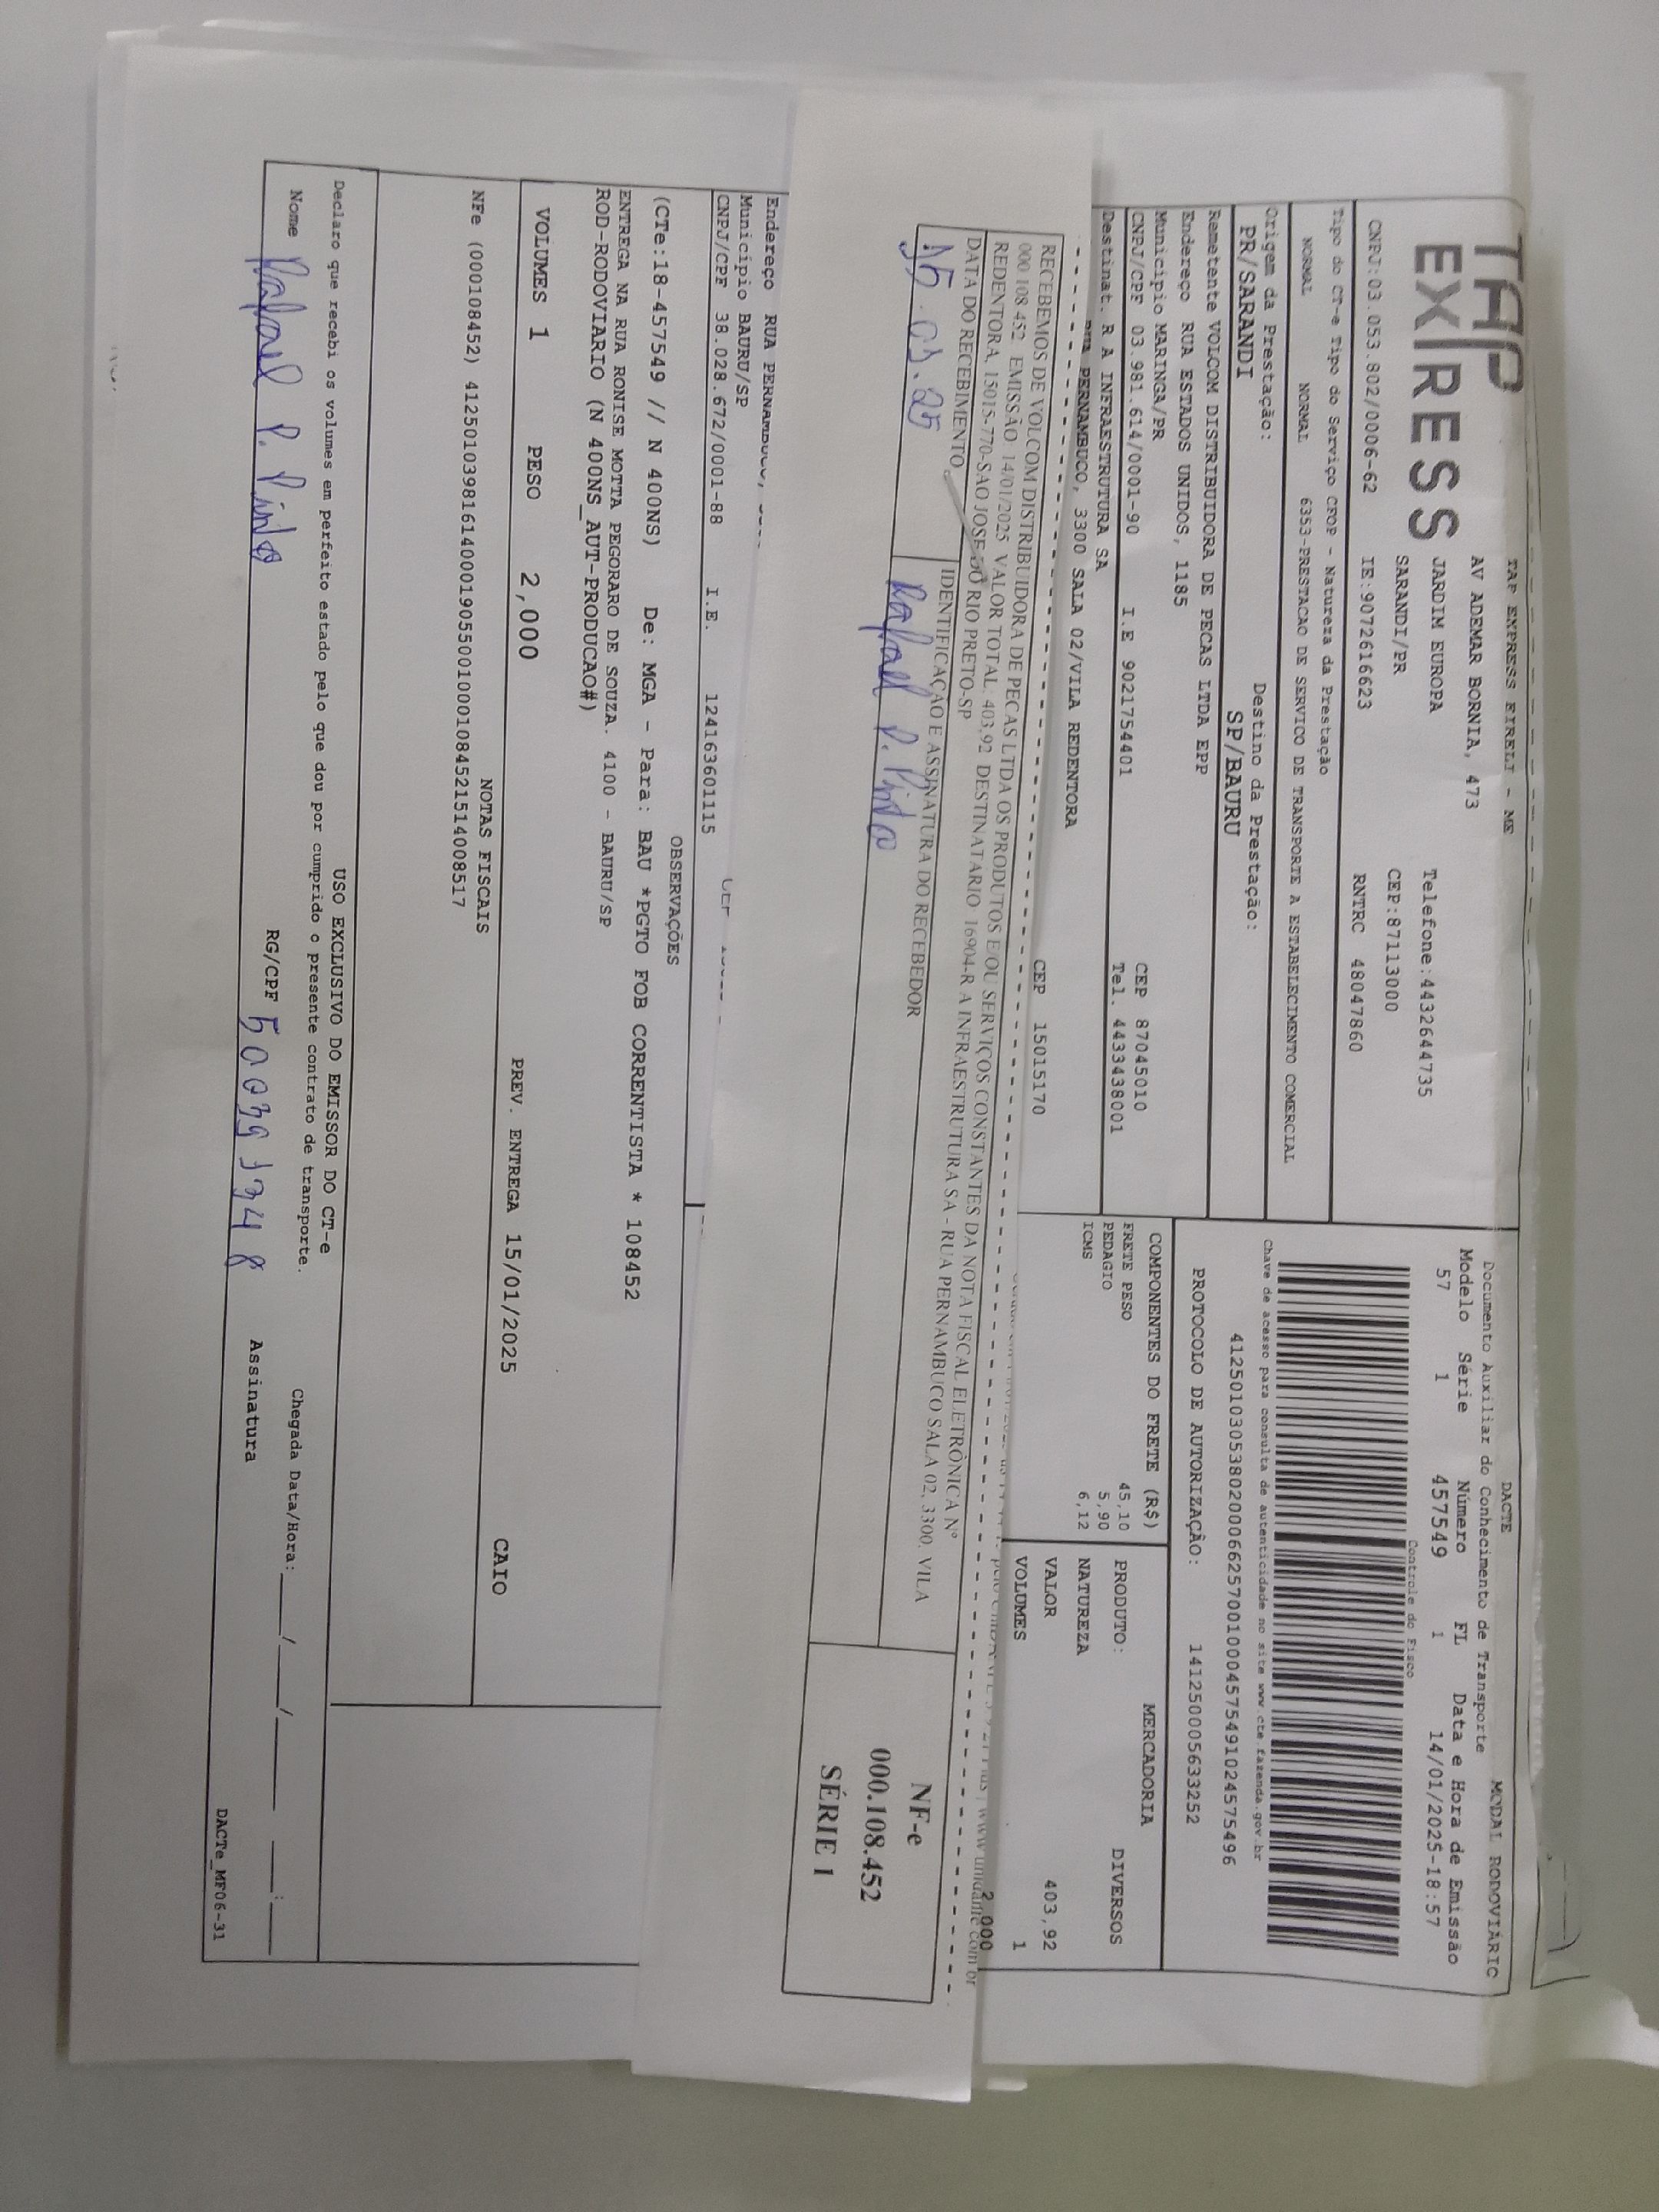 TAP EXPRESS
TAP EXPRESS EIRELI - ME
AV ADEMAR BORNIA, 473
JARDIM EUROPA
Telefone:4432644735
SARANDI/PR
CEP:87113000
CNPJ:03.053.802/0006-62 IE:9072616623 RNTRC 48047860
Tipo do CT-e Tipo do Serviço CFOP - Natureza da Prestação
NORMAL NORMAL 6353-PRESTACAO DE SERVICO DE TRANSPORTE A ESTABELECIMENTO COMERCIAL
Origem da Prestação: Destino da Prestação:
PR/SARANDI SP/BAURU
Remetente VOLCOM DISTRIBUIDORA DE PECAS LTDA EPP
Endereço RUA ESTADOS UNIDOS, 1185
Municipio MARINGA/PR CEP 87045010
CNPJ/CPF 03.981.614/0001-90 I.E 9021754401 Tel. 4433438001
Destinat. R A INFRAESTRUTURA SA
RUA PERNAMBUCO, 3300 SALA 02/VILA REDENTORA
CEP 15015170
DACTE
MODAL RODOVIÁRIO
Documento Auxiliar do Conhecimento de Transporte
Modelo Série Número FL Data e Hora de Emissão
57 1 457549 1 14/01/2025-18:57
Controle do Fisco
Chave de acesso para consulta de autenticidade no site www.cte.fazenda.gov.br
41250103053802000662570010004575491024575496
PROTOCOLO DE AUTORIZAÇÃO: 141250005633252
COMPONENTES DO FRETE (R$)
FRETE PESO 45,10
PEDAGIO 5,90
ICMS 6,12
MERCADORIA
PRODUTO: DIVERSOS
NATUREZA
VALOR 403,92
VOLUMES 1
2,000
RECEBEMOS DE VOLCOM DISTRIBUIDORA DE PECAS LTDA OS PRODUTOS E/OU SERVIÇOS CONSTANTES DA NOTA FISCAL ELETRÔNICA Nº
000.108.452 EMISSÃO: 14/01/2025 VALOR TOTAL: 403,92 DESTINATÁRIO: 16904-R A INFRAESTRUTURA SA - RUA PERNAMBUCO SALA 02, 3300, VILA
REDENTORA, 15015-770-SAO JOSE DO RIO PRETO-SP
DATA DO RECEBIMENTO IDENTIFICAÇÃO E ASSINATURA DO RECEBEDOR
Rafael P. Pinto
NF-e
000.108.452
SÉRIE 1
Endereço RUA PERNAMBUCO,
Municipio BAURU/SP
CNPJ/CPF 38.028.672/0001-88 I.E. 124163601115
OBSERVAÇÕES
(CTe:18-457549 // N 400NS) De: MGA - Para: BAU *PGTO FOB CORRENTISTA * 108452
ENTREGA NA RUA RONISE MOTTA PEGORARO DE SOUZA. 4100 - BAURU/SP
ROD-RODOVIARIO (N 400NS_AUT-PRODUCAO#)
VOLUMES 1 PESO 2,000 PREV. ENTREGA 15/01/2025 CAIO
NOTAS FISCAIS
NFe (000108452) 41250103981614000190550010001084521514008517
USO EXCLUSIVO DO EMISSOR DO CT-e
Declaro que recebi os volumes em perfeito estado pelo que dou por cumprido o presente contrato de transporte.
Chegada Data/Hora:___/___/____ __:__
Nome Rafael P. Pinto RG/CPF Assinatura
DACTe_MF06-31